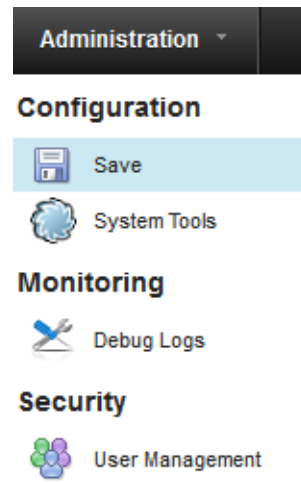 Administration
Configuration
Save
System Tools
Monitoring
Debug Logs
Security
User Management